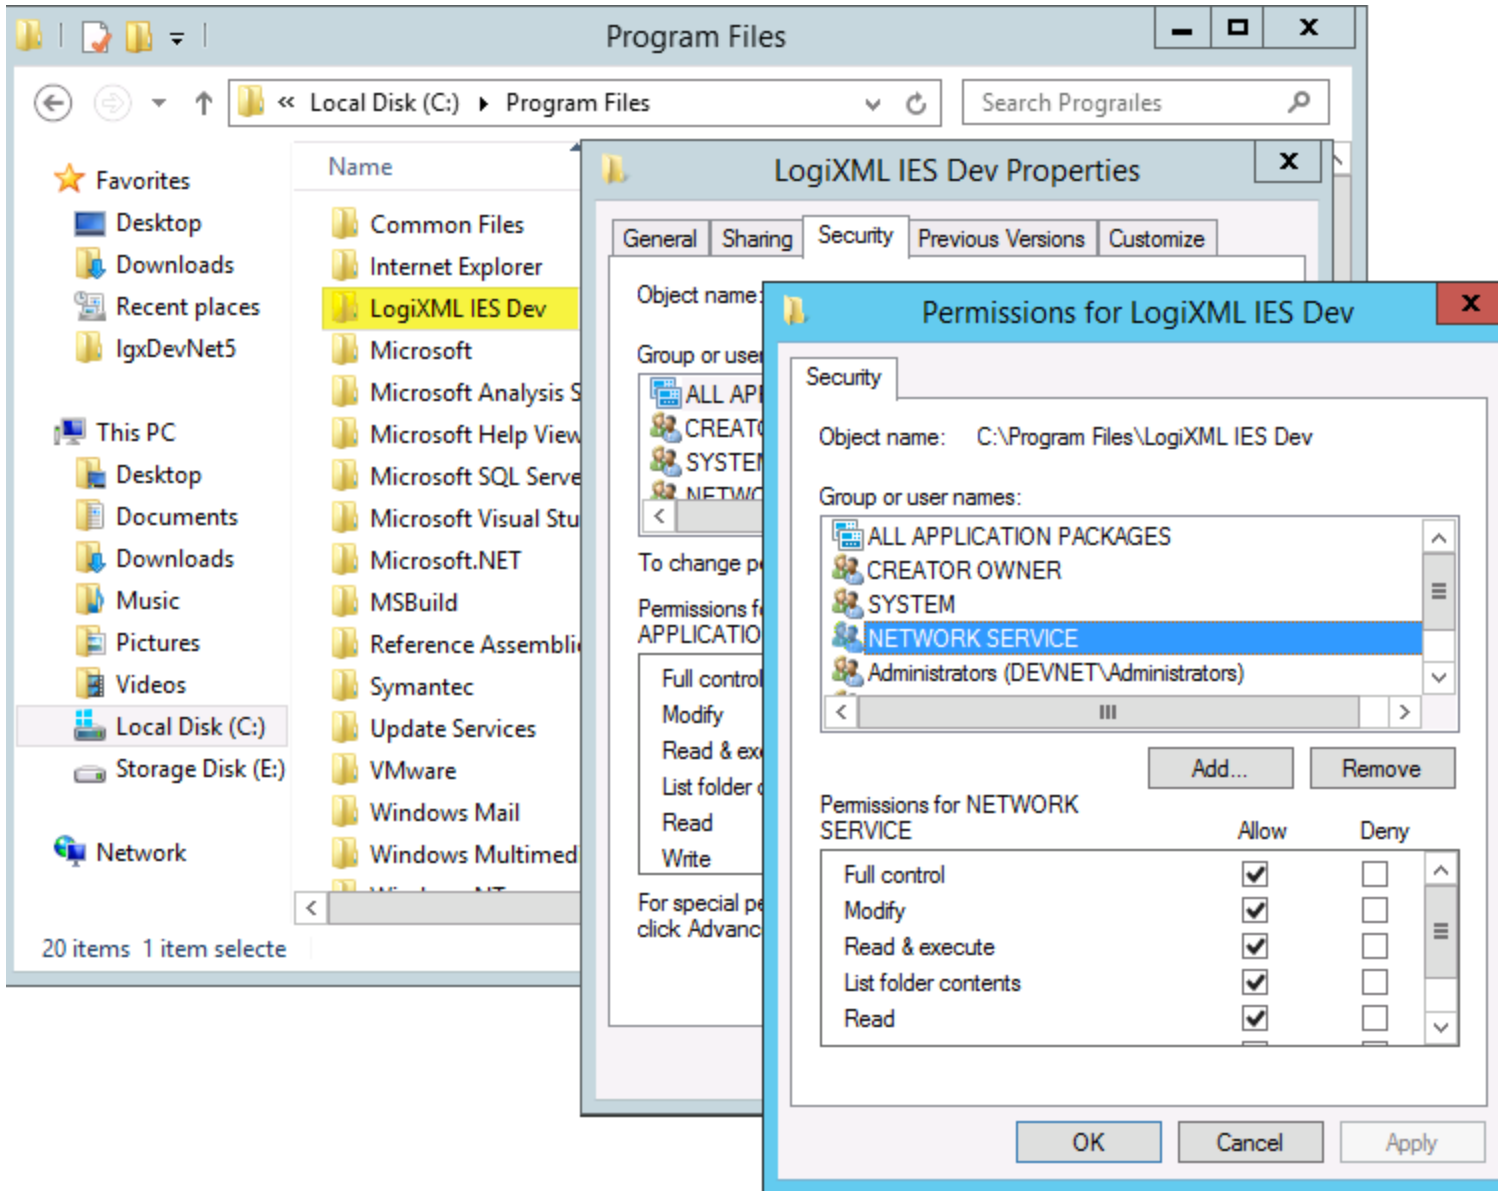 Program Files
« Local Disk (C:) Program Files
Search Prograiles
Favorites
Desktop
Downloads
Recent places
lgxDevNet5
This PC
Desktop
Documents
Downloads
Music
Pictures
Videos
Local Disk (C:)
Storage Disk (E:)
Network
Name
Common Files
Internet Explorer
LogiXML IES Dev
Microsoft
Microsoft Analysis S
Microsoft Help View
Microsoft SQL Serve
Microsoft Visual Stu
Microsoft.NET
MSBuild
Reference Assembli
Symantec
Update Services
VMware
Windows Mail
Windows Multimed
20 items 1 item selecte
LogiXML IES Dev Properties
General Sharing Security Previous Versions Customize
Object name:
Group or user
ALL AP
CREATO
SYSTEM
NETWO
To change pe
Permissions fo
APPLICATIO
Full control
Modify
Read & exe
List folder c
Read
Write
For special pe
click Advanc
Permissions for LogiXML IES Dev
Security
Object name: C:\Program Files\LogiXML IES Dev
Group or user names:
ALL APPLICATION PACKAGES
CREATOR OWNER
SYSTEM
NETWORK SERVICE
Administrators (DEVNET\Administrators)
Add... Remove
Permissions for NETWORK
SERVICE Allow Deny
Full control
Modify
Read & execute
List folder contents
Read
OK Cancel Apply